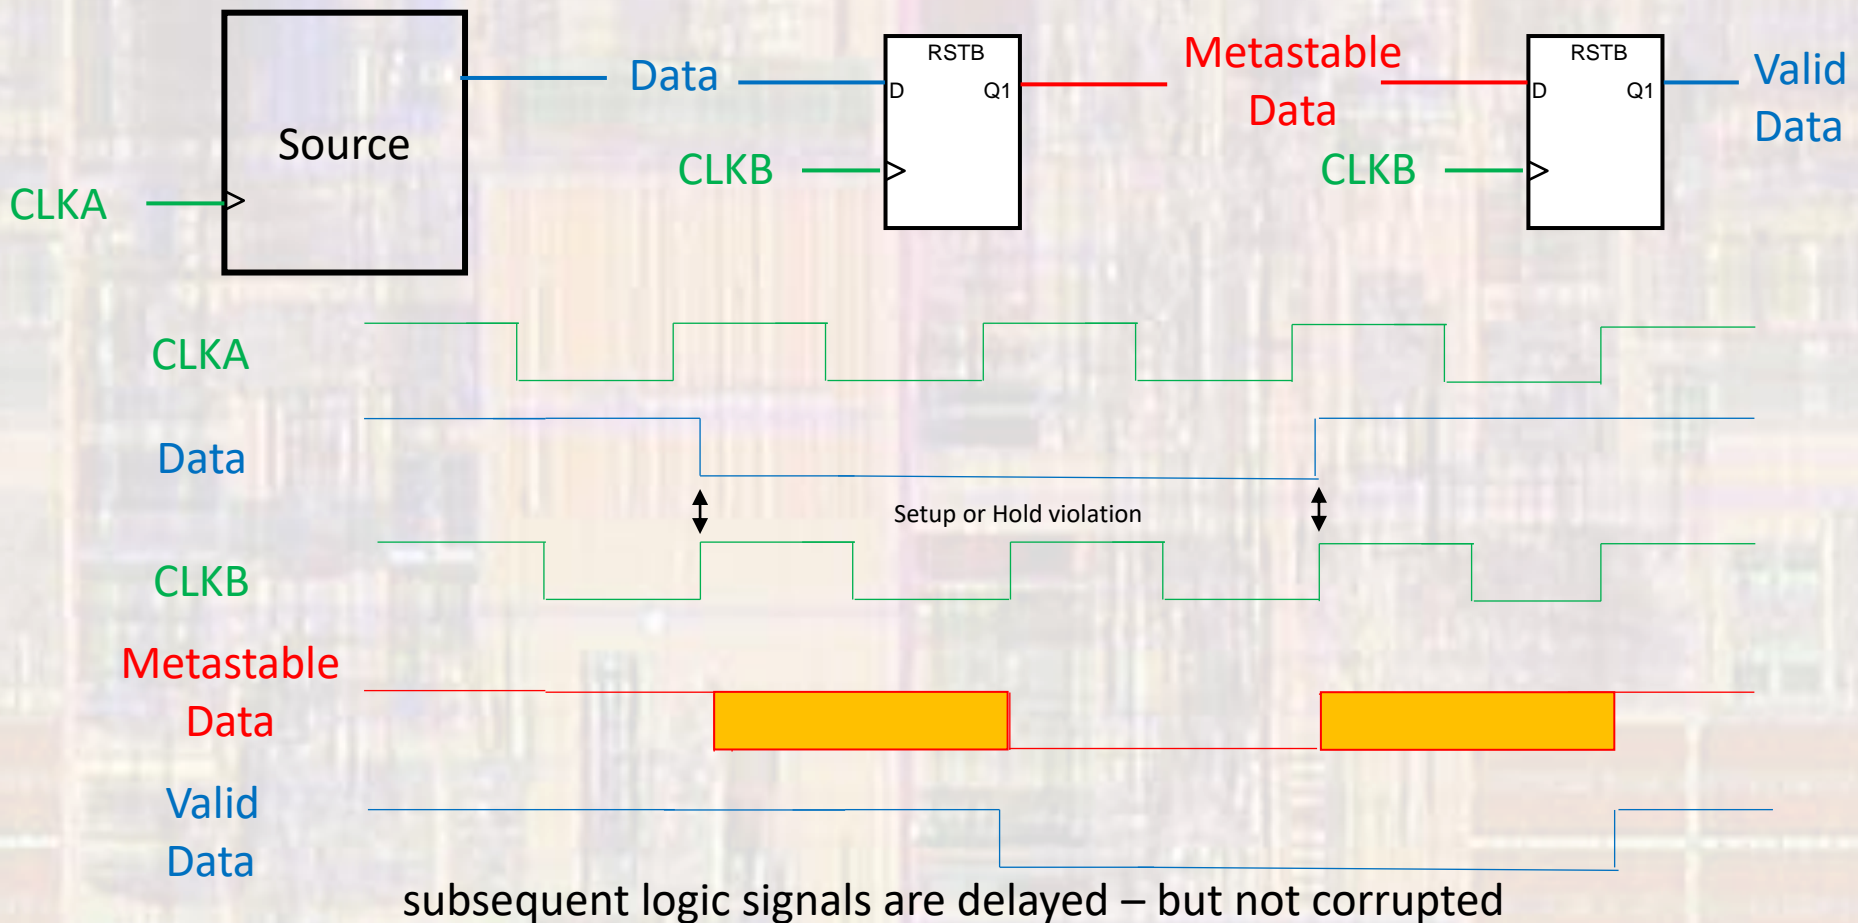 Source
CLKA
Data
CLKB
RSTB
D
Q1
Metastable
Data
CLKB
RSTB
D
Q1
Valid
Data
CLKA
Data
Setup or Hold violation
CLKB
Metastable
Data
Valid
Data
subsequent logic signals are delayed – but not corrupted